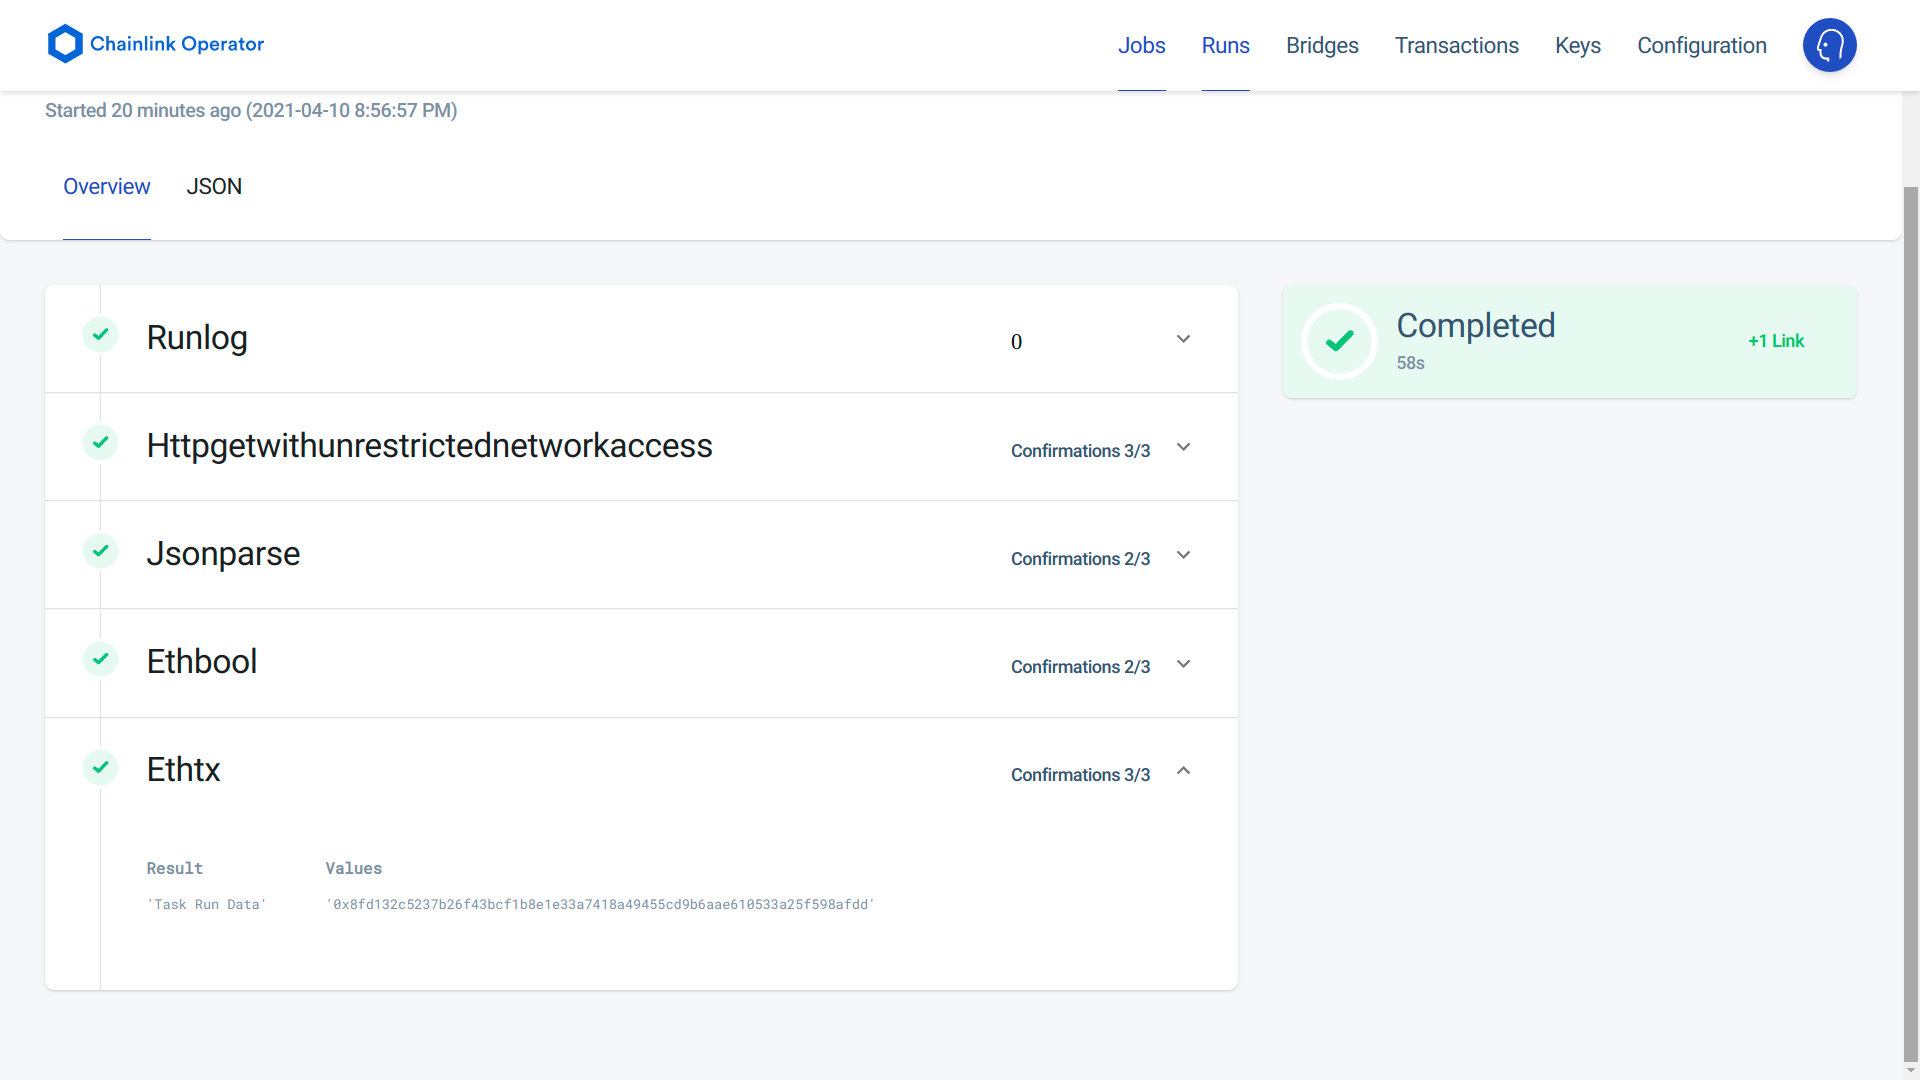 Chainlink Operator
Jobs Runs Bridges Transactions Keys Configuration
Started 20 minutes ago (2021-04-10 8:56:57 PM)
Overview JSON
Runlog 0
Httpgetwithunrestrictednetworkaccess Confirmations 3/3
Jsonparse Confirmations 2/3
Ethbool Confirmations 2/3
Ethtx Confirmations 3/3
Result Values
'Task Run Data' '0x8fd132c5237b26f43bcf1b8e1e33a7418a49455cd9b6aae610533a25f598afdd'
Completed
58s
+1 Link